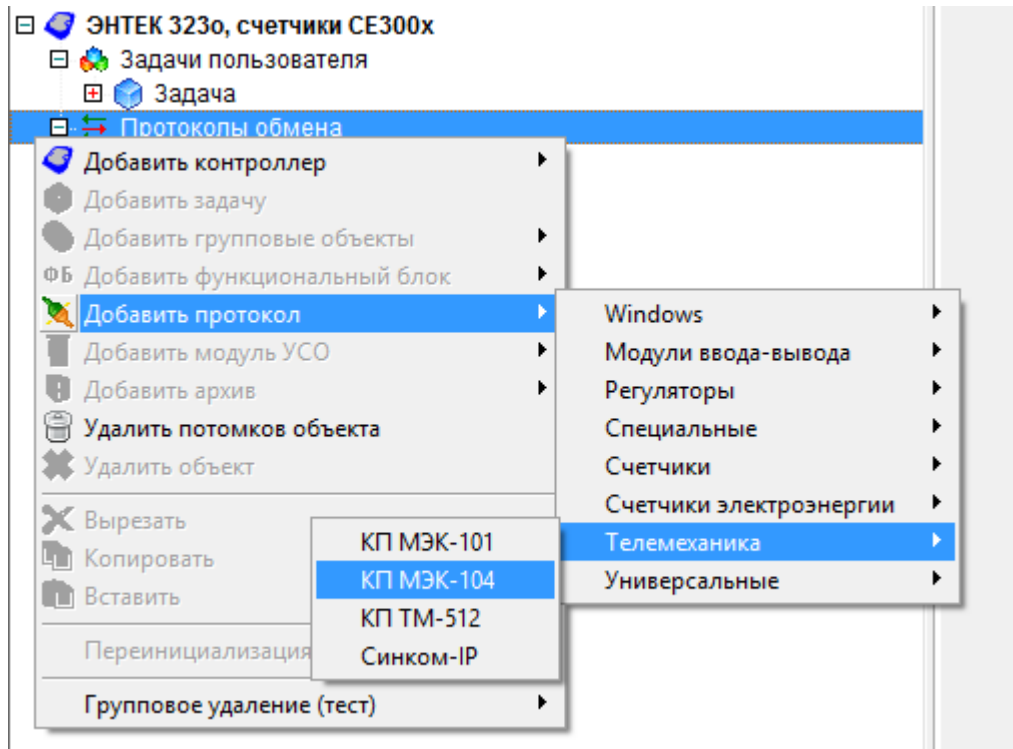 ЭНТЕК 323о, счетчики СЕ300х
Задачи пользователя
Задача
Протоколы обмена
Добавить контроллер
Добавить задачу
Добавить групповые объекты
ФБ Добавить функциональный блок
Добавить протокол
Добавить модуль УСО
Добавить архив
Удалить потомков объекта
Удалить объект
Вырезать
Копировать
Вставить
Переинициализация
Групповое удаление (тест)
Windows
Модули ввода-вывода
Регуляторы
Специальные
Счетчики
Счетчики электроэнергии
Телемеханика
Универсальные
КП МЭК-101
КП МЭК-104
КП ТМ-512
Синком-IP